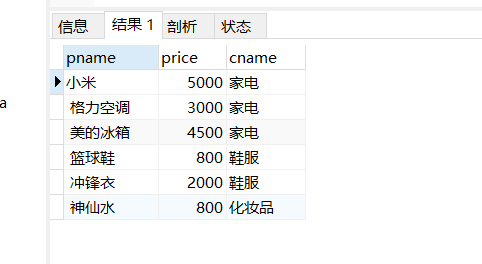 信息 结果 1 剖析 状态
pname price cname
小米 5000 家电
a 格力空调 3000 家电
美的冰箱 4500 家电
篮球鞋 800 鞋服
冲锋衣 2000 鞋服
神仙水 800 化妆品